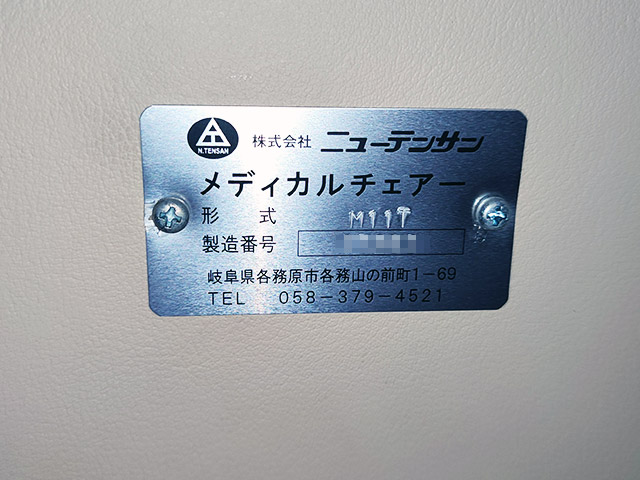 N.TENSAN 株式会社 ニューテンサン
メディカルチェアー
形 式 M11T
製造番号
岐阜県各務原市各務山の前町1-69
TEL 058-379-4521